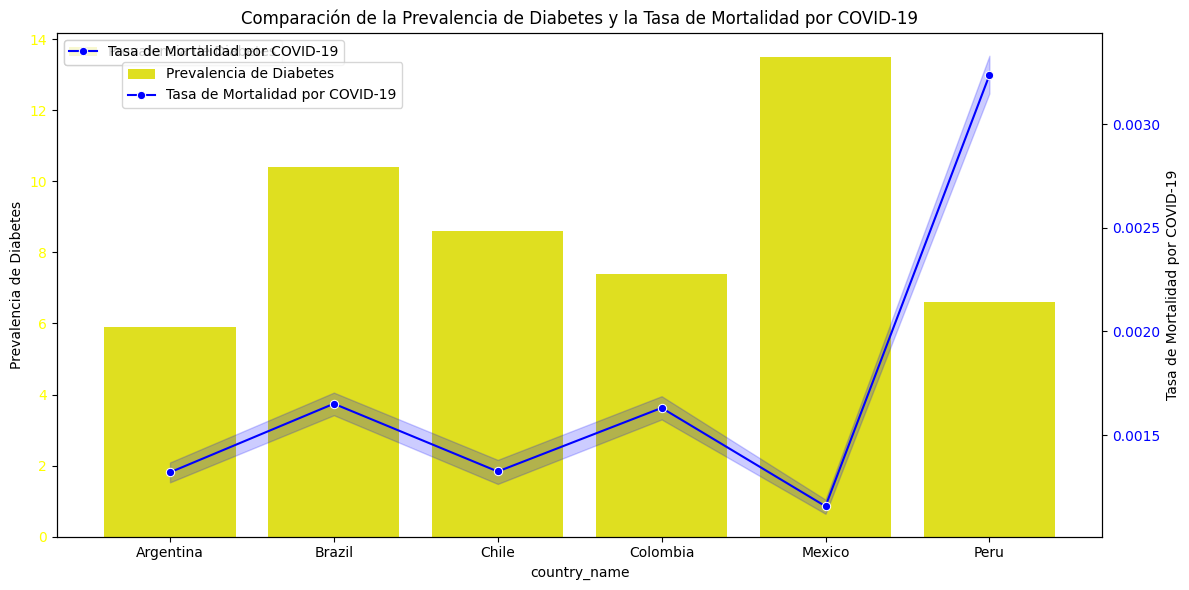 Comparación de la Prevalencia de Diabetes y la Tasa de Mortalidad por COVID-19
Tasa de Mortalidad por COVID-19
Prevalencia de Diabetes
Tasa de Mortalidad por COVID-19
Prevalencia de Diabetes
14
12
10
8
6
4
2
0
0.0030
0.0025
0.0020
0.0015
Tasa de Mortalidad por COVID-19
Argentina Brazil Chile Colombia Mexico Peru
country_name